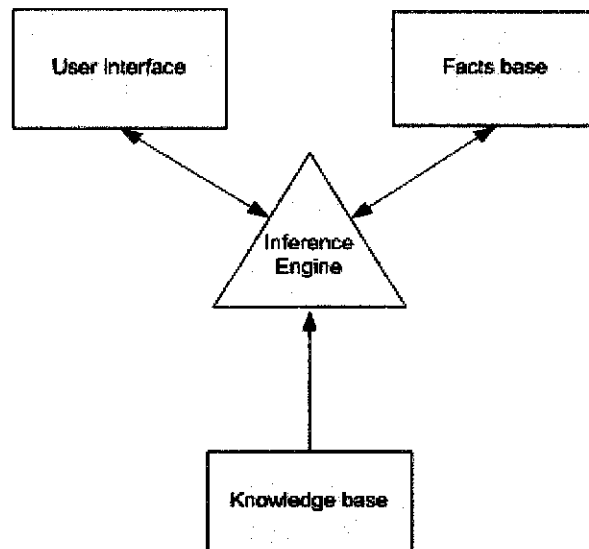 User Interface
Facts base
Inference
Engine
Knowledge base